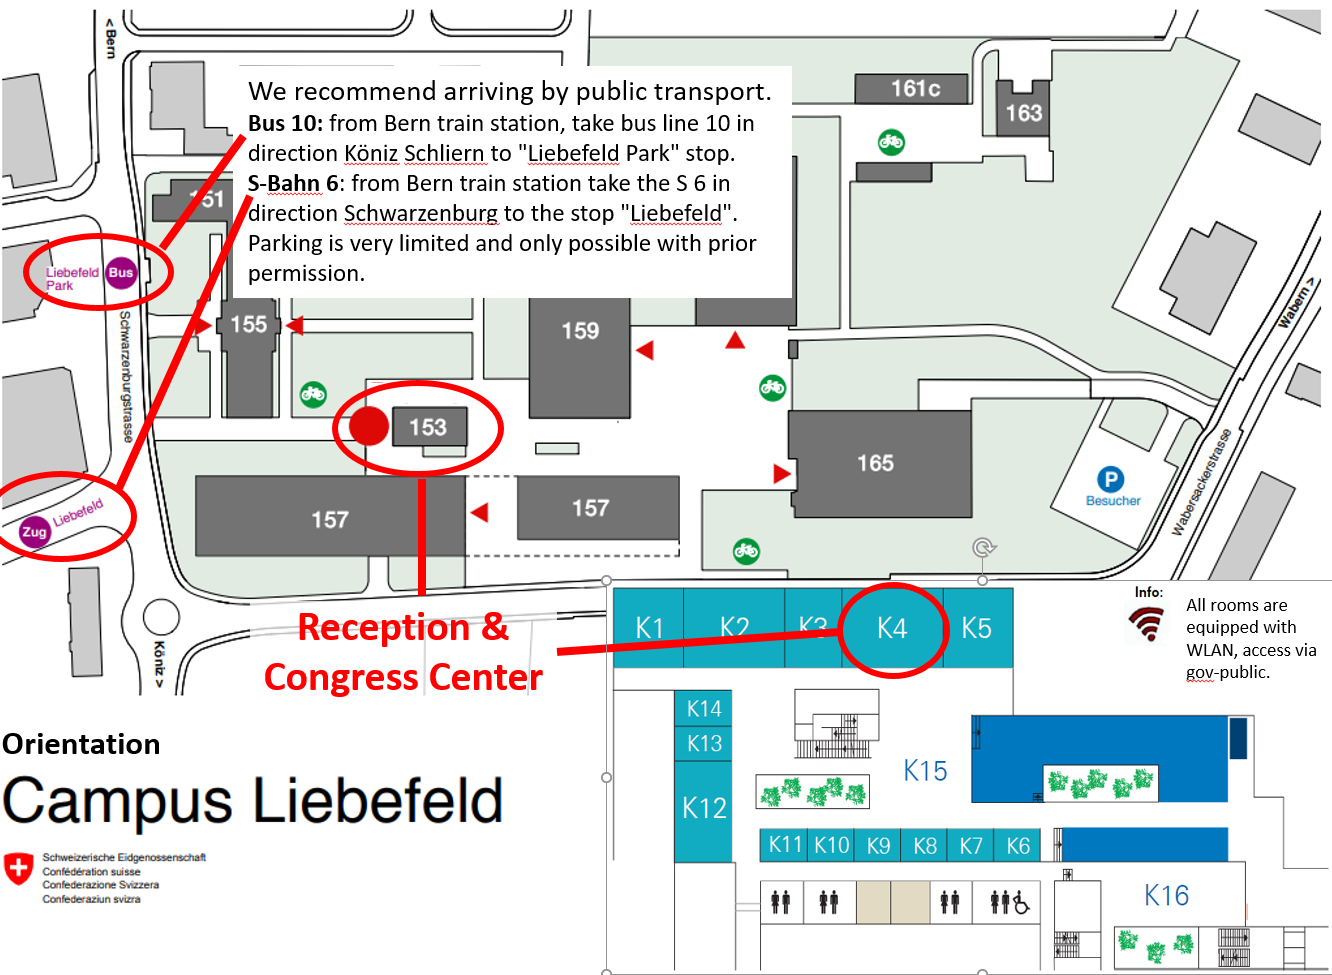 < Bern
We recommend arriving by public transport.
Bus 10: from Bern train station, take bus line 10 in
direction Köniz Schliern to "Liebefeld Park" stop.
S-Bahn 6: from Bern train station take the S 6 in
direction Schwarzenburg to the stop "Liebefeld".
Parking is very limited and only possible with prior
permission.
161c
163
151
Liebefeld
Park
Bus
Schwarzenburgstrasse
155
159
Wabern >
153
165
P
Besucher
Wabersackerstrasse
157
157
Zug
Liebefeld
Köniz >
Reception &
Congress Center
K1
K2
K3
K4
K5
Info:
All rooms are
equipped with
WLAN, access via
gov-public.
K14
K13
K12
K15
K11
K10
K9
K8
K7
K6
K16
Orientation
Campus Liebefeld
Schweizerische Eidgenossenschaft
Confédération suisse
Confederazione Svizzera
Confederaziun svizra